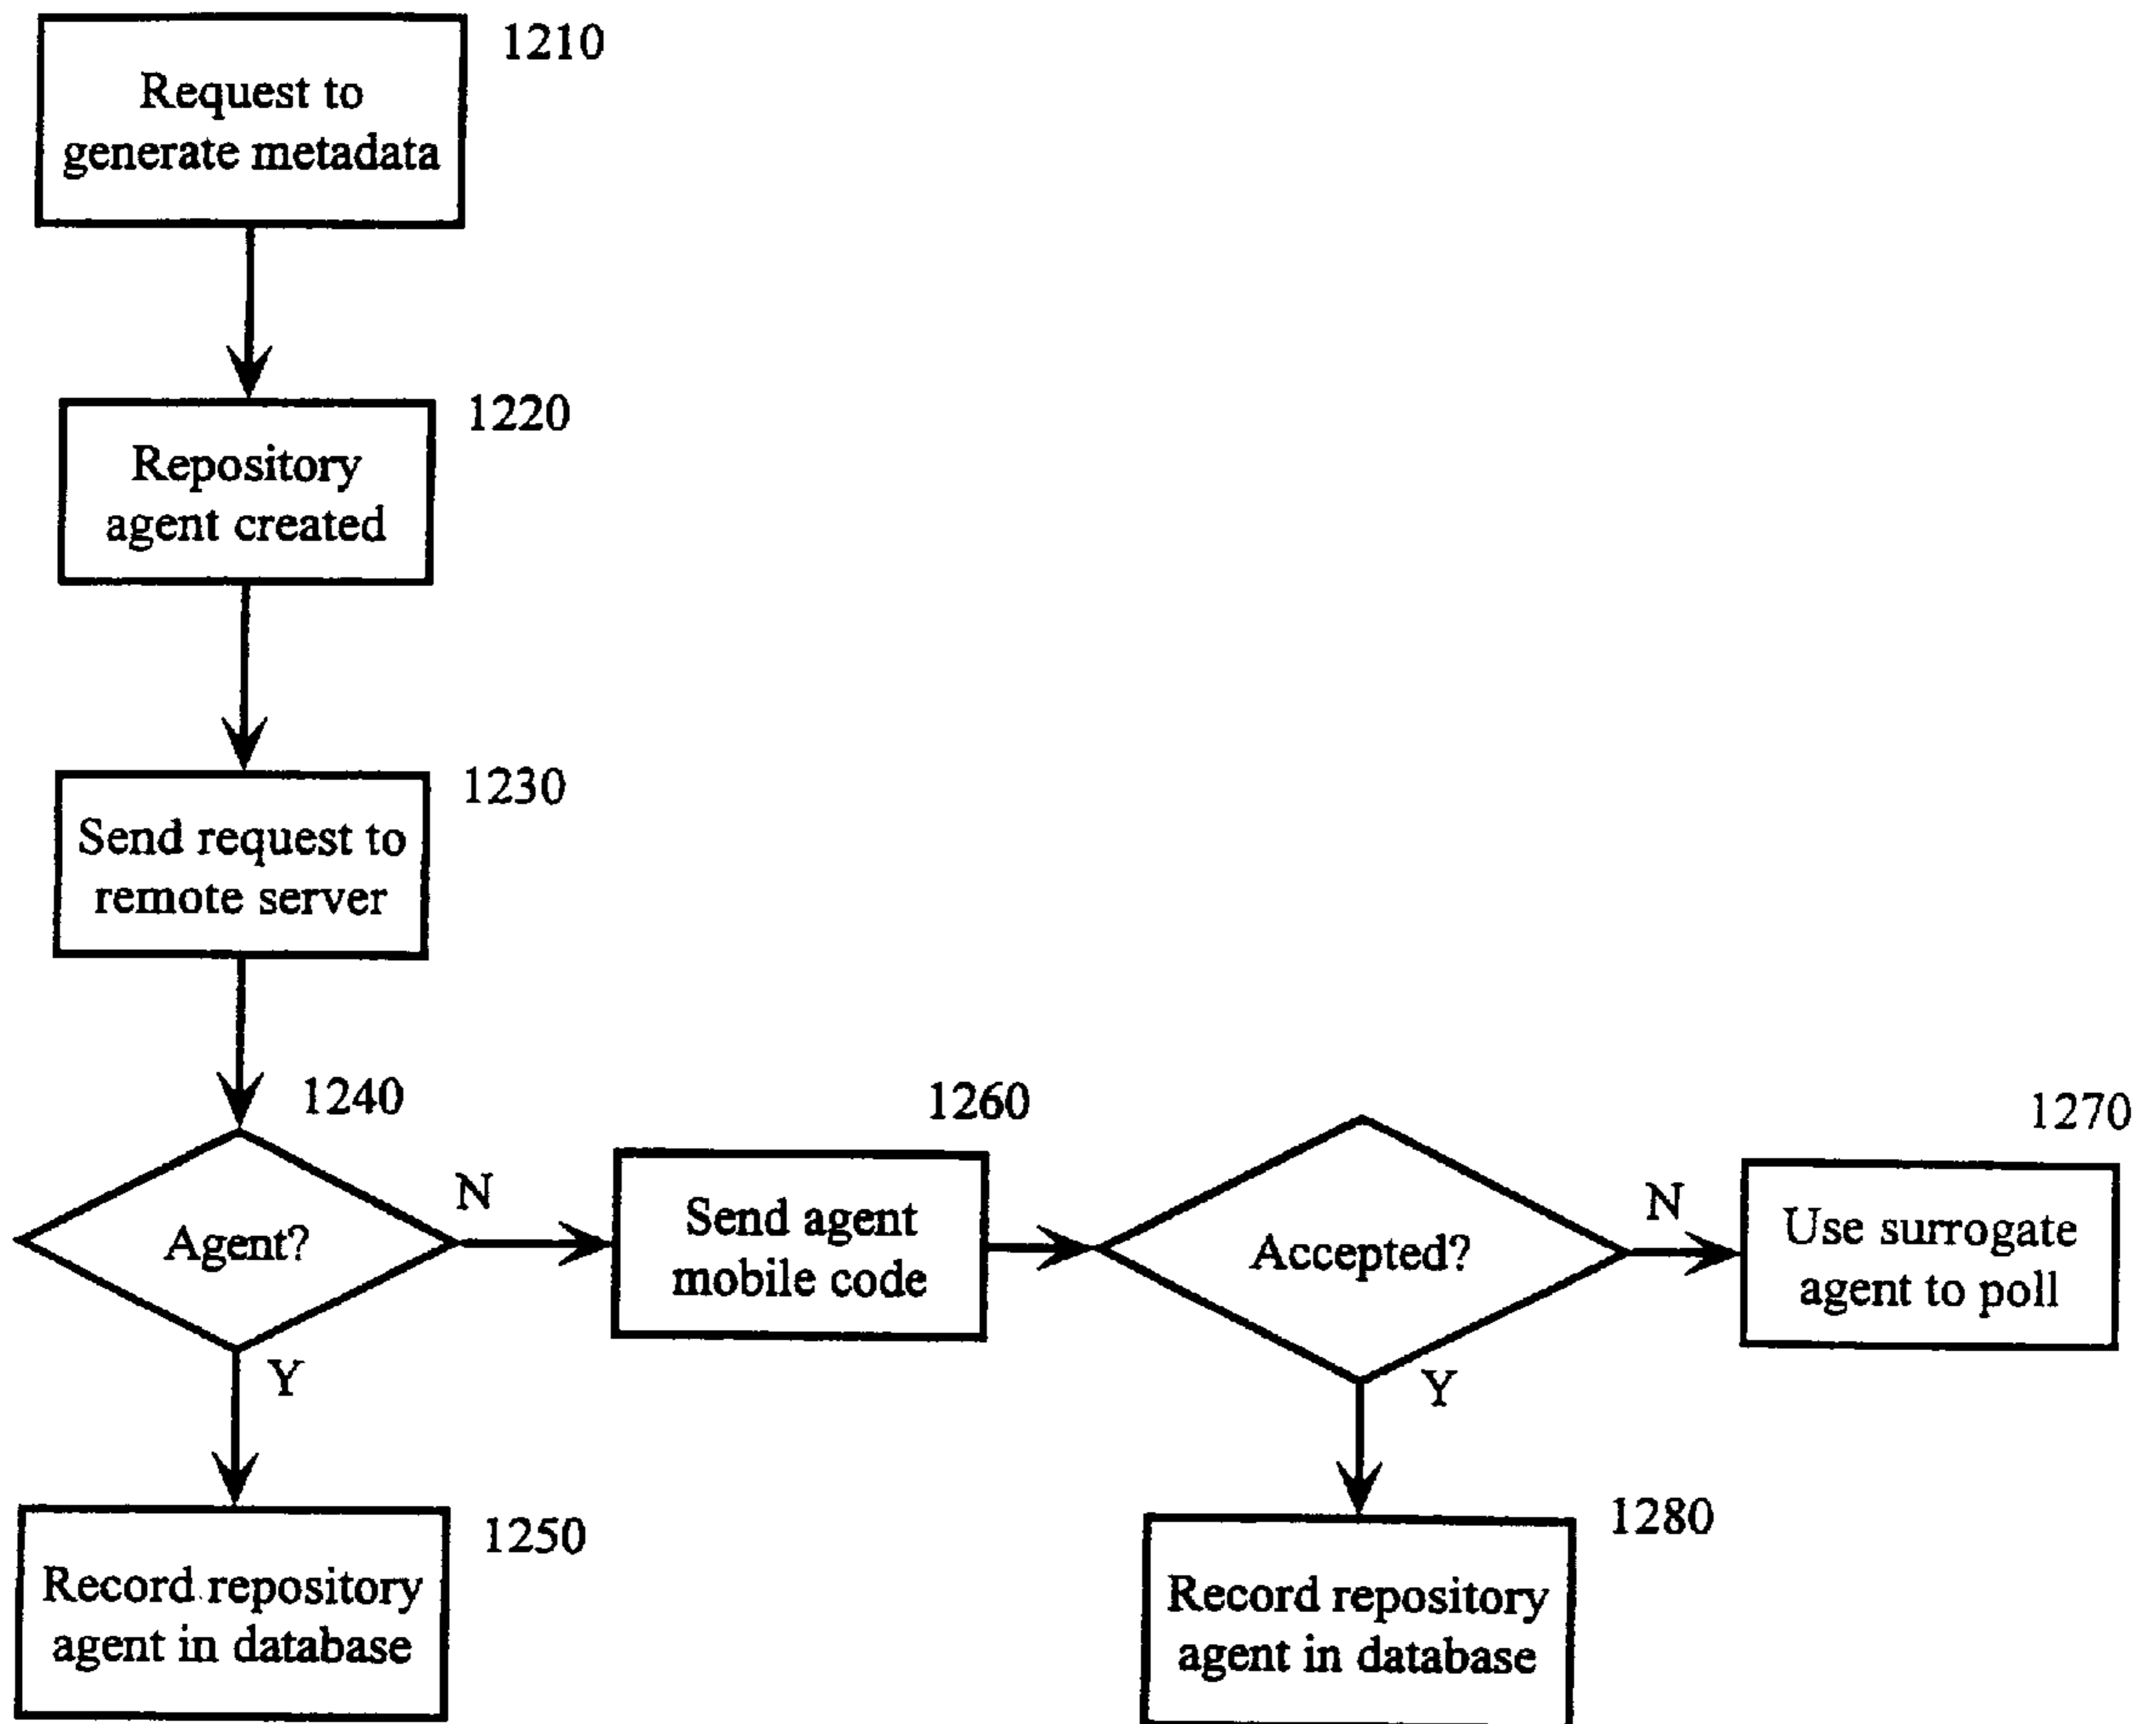 1210
Request to
generate metadata
1220
Repository
agent created
1230
Send request to
remote server
1240
Agent?
N
Y
1260
Send agent
mobile code
Accepted?
N
Y
1270
Use surrogate
agent to poll
1250
Record repository
agent in database
1280
Record repository
agent in database